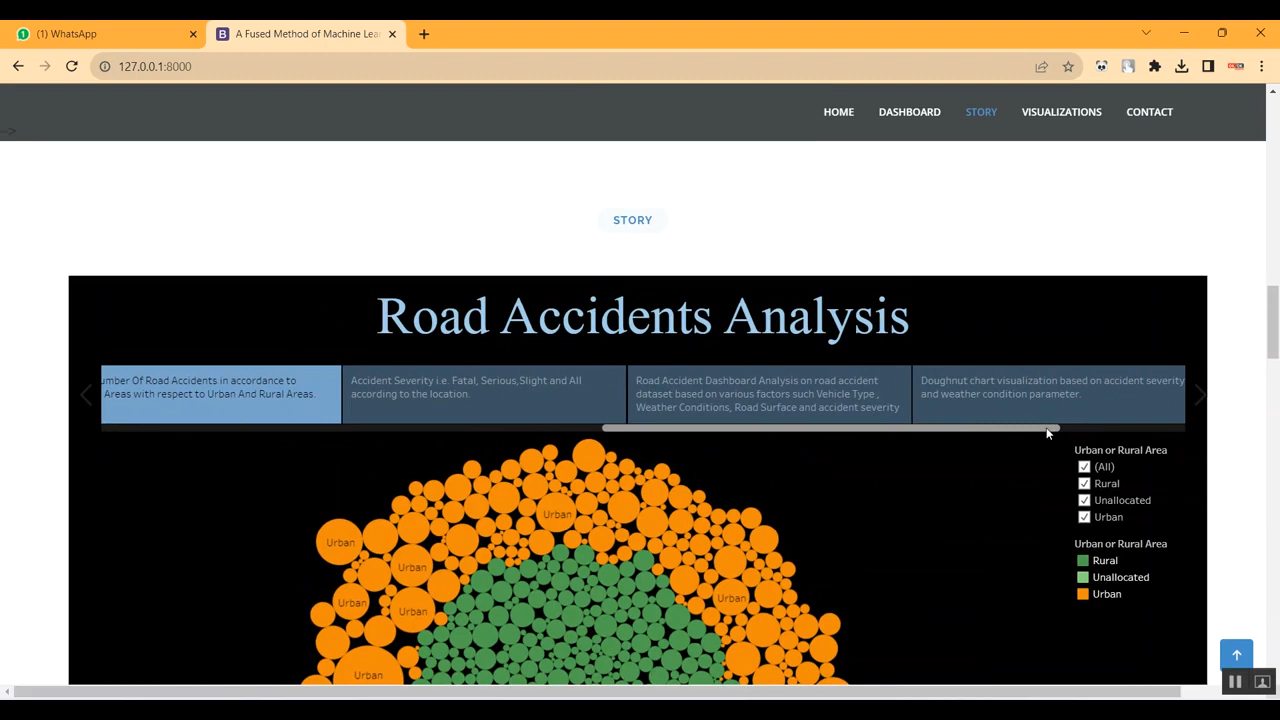 (1) WhatsApp
A Fused Method of Machine Lea
127.0.0.1:8000
HOME DASHBOARD STORY VISUALIZATIONS CONTACT
-->
STORY
Road Accidents Analysis
umber Of Road Accidents in accordance to
Areas with respect to Urban And Rural Areas.
Accident Severity i.e. Fatal, Serious,Slight and All
according to the location.
Road Accident Dashboard Analysis on road accident
dataset based on various factors such Vehicle Type ,
Weather Conditions, Road Surface and accident severity
Doughnut chart visualization based on accident severity
and weather condition parameter.
Urban or Rural Area
(All)
Rural
Unallocated
Urban
Urban or Rural Area
Rural
Unallocated
Urban
Urban
Urban
Urban
Urban
Urban
Urban
Urban